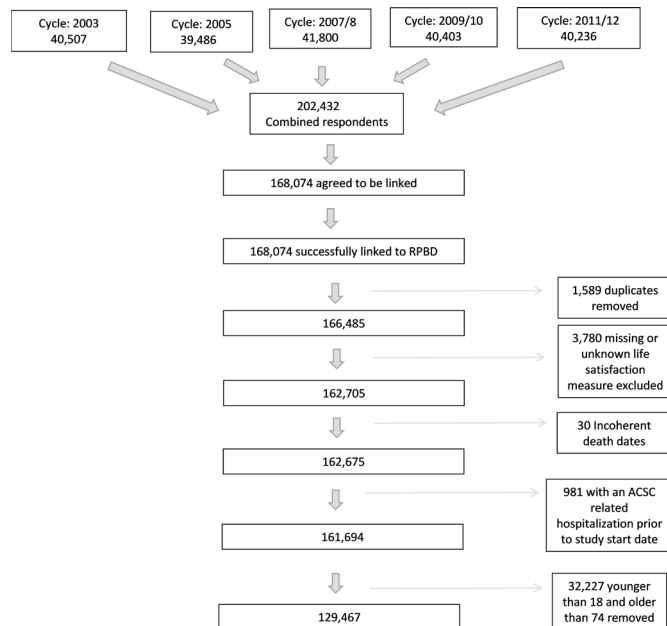 Cycle: 2003
40,507
Cycle: 2005
39,486
Cycle: 2007/8
41,800
Cycle: 2009/10
40,403
Cycle: 2011/12
40,236
202,432
Combined respondents
168,074 agreed to be linked
168,074 successfully linked to RPBD
1,589 duplicates
removed
166,485
3,780 missing or
unknown life
satisfaction
measure excluded
162,705
30 Incoherent
death dates
162,675
981 with an ACSC
related
hospitalization prior
to study start date
161,694
32,227 younger
than 18 and older
than 74 removed
129,467